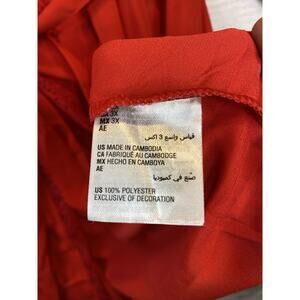 MX 3X
AE
قياس واسع 3 اكس
US MADE IN CAMBODIA
CA FABRIQUÉ AU CAMBODGE
MX HECHO EN CAMBOYA
AE
صنع في كمبوديا
US 100% POLYESTER
EXCLUSIVE OF DECORATION